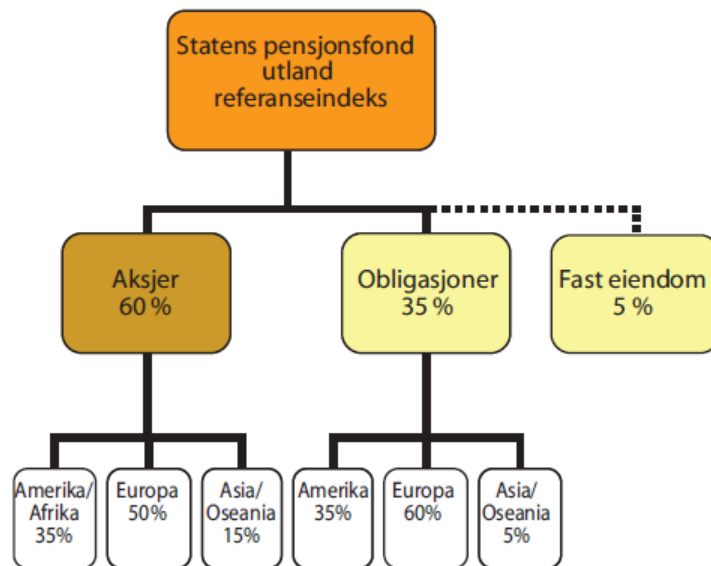 Statens pensjonsfond
utland
referanseindeks
Aksjer
60 %
Obligasjoner
35 %
Fast eiendom
5 %
Amerika/
Afrika
35%
Europa
50%
Asia/
Oseania
15%
Amerika
35%
Europa
60%
Asia/
Oseania
5%